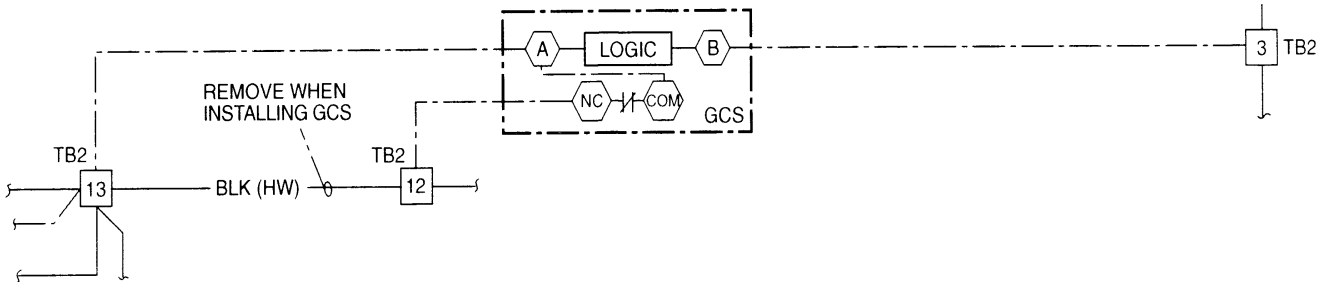 A
LOGIC
B
3
TB2
REMOVE WHEN
INSTALLING GCS
NC
COM
GCS
TB2
TB2
13
BLK (HW)
12